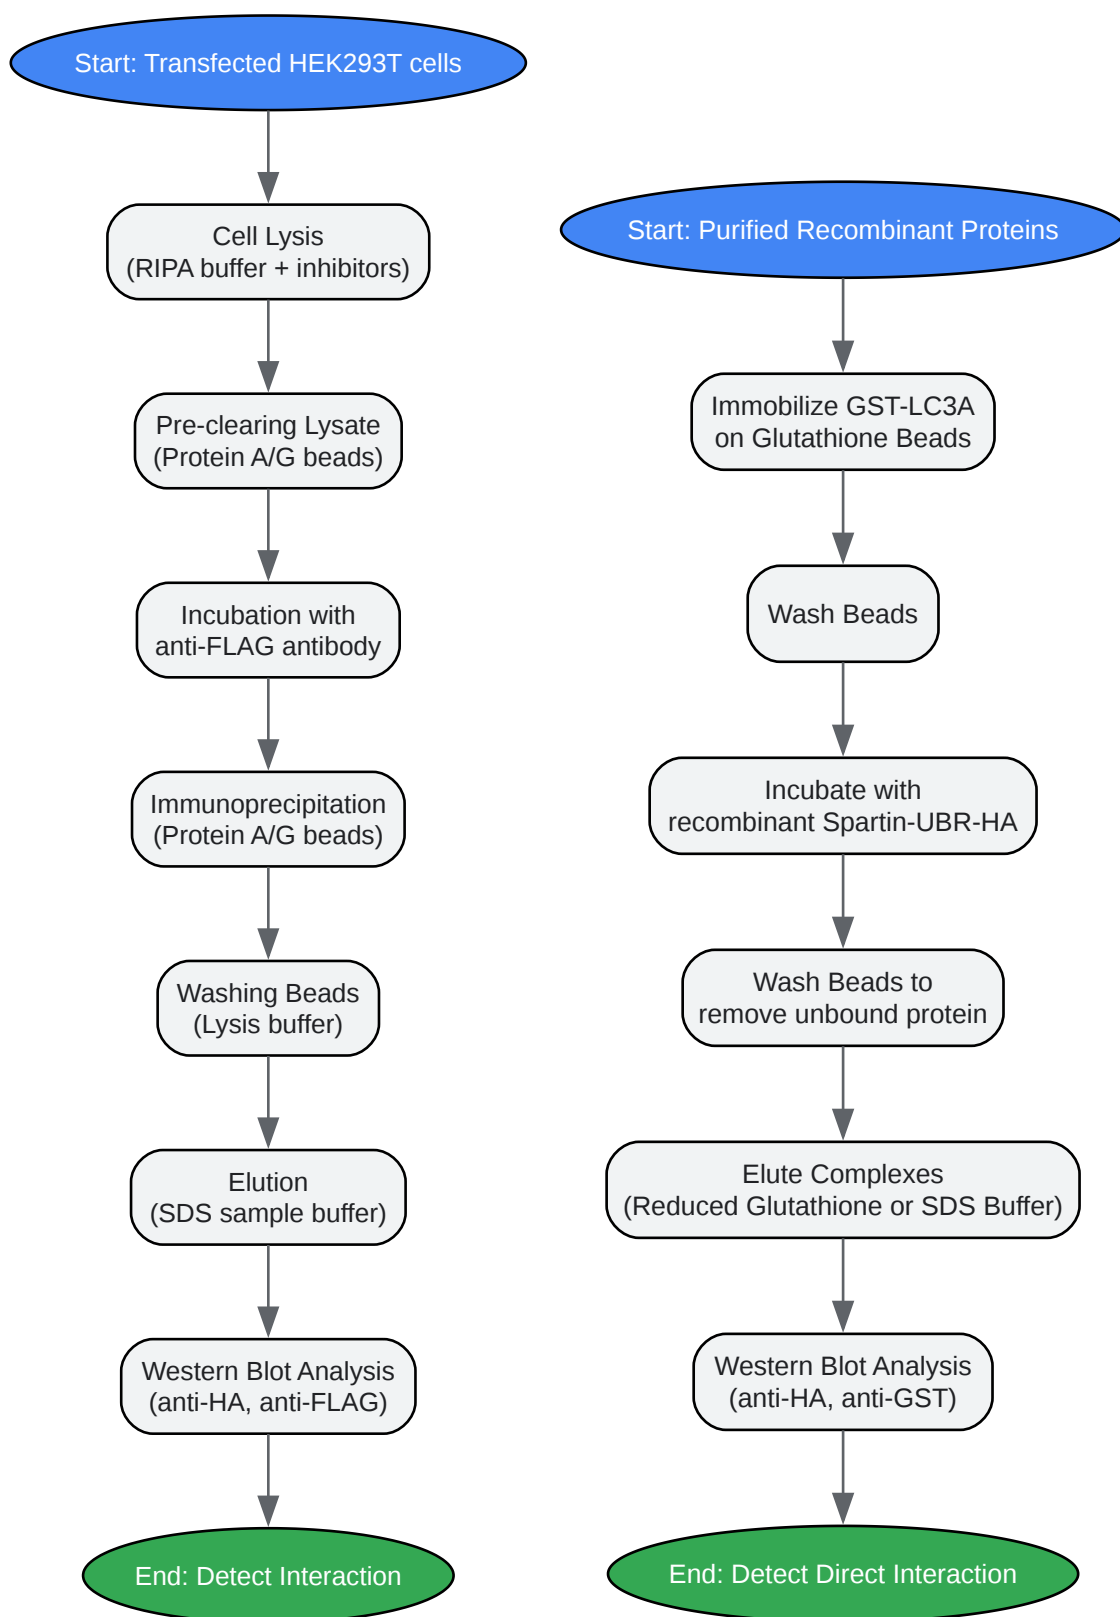 Start: Transfected HEK293T cells
Cell Lysis
(RIPA buffer + inhibitors)
Pre-clearing Lysate
(Protein A/G beads)
Incubation with
anti-FLAG antibody
Immunoprecipitation
(Protein A/G beads)
Washing Beads
(Lysis buffer)
Elution
(SDS sample buffer)
Western Blot Analysis
(anti-HA, anti-FLAG)
End: Detect Interaction
Start: Purified Recombinant Proteins
Immobilize GST-LC3A
on Glutathione Beads
Wash Beads
Incubate with
recombinant Spartin-UBR-HA
Wash Beads to
remove unbound protein
Elute Complexes
(Reduced Glutathione or SDS Buffer)
Western Blot Analysis
(anti-HA, anti-GST)
End: Detect Direct Interaction